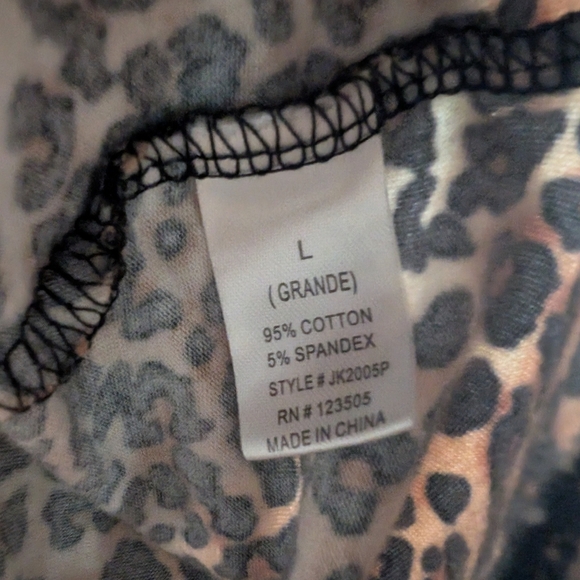 L
(GRANDE)
95% COTTON
5% SPANDEX
STYLE # JK2005P
RN # 123505
MADE IN CHINA